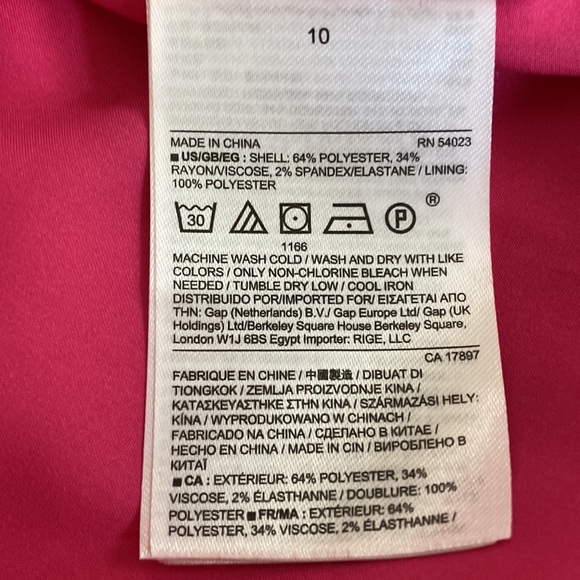 10
MADE IN CHINA RN 54023
■ US/GB/EG : SHELL: 64% POLYESTER, 34%
RAYON/VISCOSE, 2% SPANDEX/ELASTANE / LINING:
100% POLYESTER
30 P ®
1166
MACHINE WASH COLD / WASH AND DRY WITH LIKE
COLORS / ONLY NON-CHLORINE BLEACH WHEN
NEEDED / TUMBLE DRY LOW / COOL IRON
DISTRIBUIDO POR/IMPORTED FOR/ ΕΙΣΑΓΕΤΑΙ ΑΠΟ
ΤΗΝ: Gap (Netherlands) B.V./ Gap Europe Ltd/ Gap (UK
Holdings) Ltd/Berkeley Square House Berkeley Square,
London W1J 6BS Egypt Importer: RIGE, LLC
CA 17897
FABRIQUE EN CHINE / 中國製造 / DIBUAT DI
TIONGKOK / ZEMLJA PROIZVODNJE KINA /
ΚΑΤΑΣΚΕΥΑΣΤΗΚΕ ΣΤΗΝ ΚΙΝΑ / SZÁRMAZÁSI HELY:
KÍNA / WYPRODUKOWANO W CHINACH /
FABRICADO NA CHINA / СДЕЛАНО В КИТАЕ /
HECHO EN CHINA / MADE IN CIN / ВИРОБЛЕНО В
КИТАЇ
■ CA : EXTÉRIEUR: 64% POLYESTER, 34%
VISCOSE, 2% ÉLASTHANNE / DOUBLURE: 100%
POLYESTER ■ FR/MA : EXTÉRIEUR: 64%
POLYESTER, 34% VISCOSE, 2% ÉLASTHANNE /